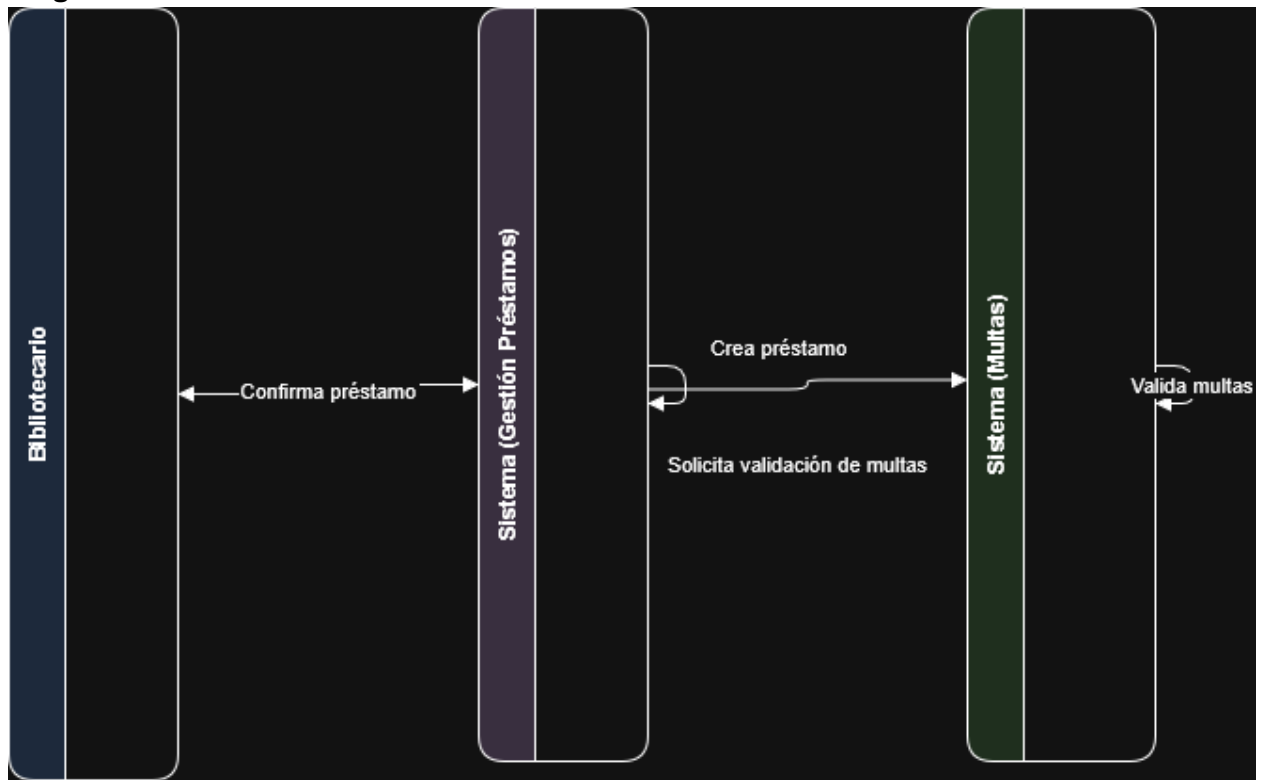 Bibliotecario
Confirma préstamo
Sistema (Gestión Préstamos)
Crea préstamo
Solicita validación de multas
Sistema (Multas)
Valida multas